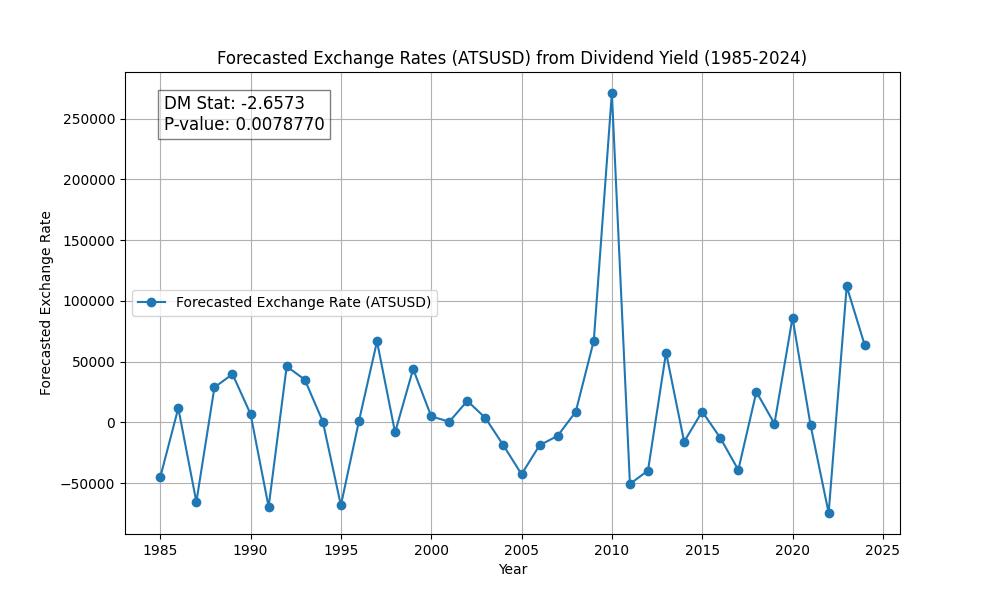 Forecasted Exchange Rates (ATSUSD) from Dividend Yield (1985-2024)
DM Stat: -2.6573
P-value: 0.0078770
250000
200000
150000
100000
50000
0
−50000
Forecasted Exchange Rate
Forecasted Exchange Rate (ATSUSD)
1985 1990 1995 2000 2005 2010 2015 2020 2025
Year